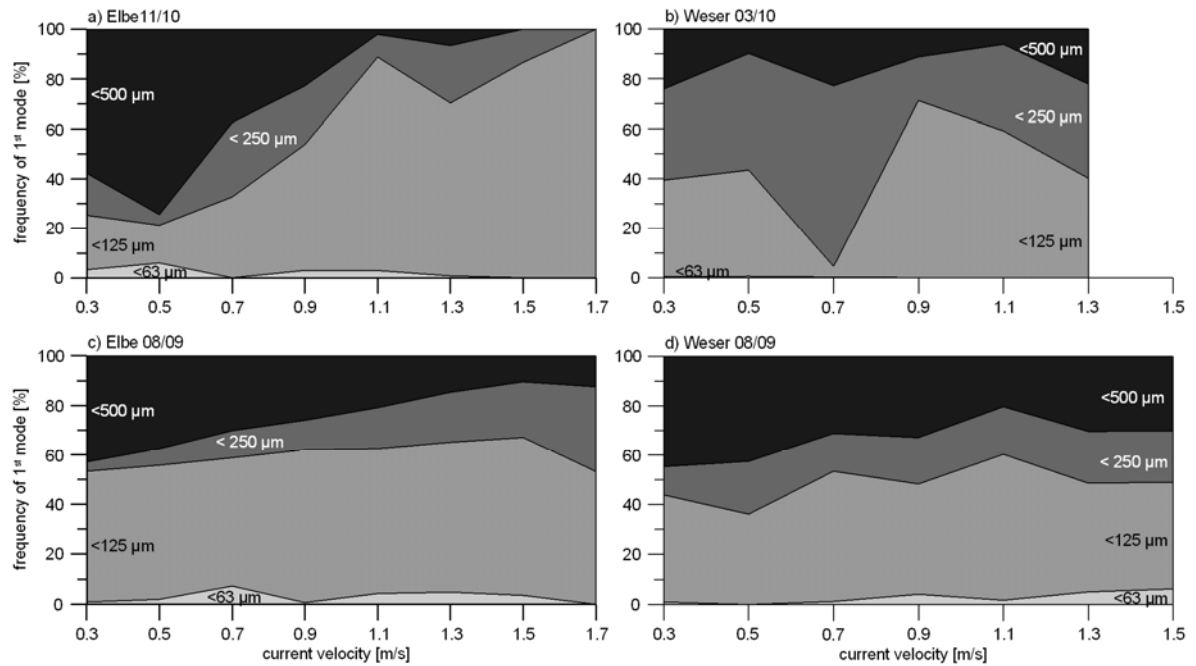 a) Elbe11/10
frequency of 1st mode [%]
100
80
60
40
20
0
<500 µm
< 250 µm
<125 µm
<63 µm
0.3 0.5 0.7 0.9 1.1 1.3 1.5 1.7
b) Weser 03/10
100
80
60
40
20
0
<500 µm
< 250 µm
<125 µm
<63 µm
0.3 0.5 0.7 0.9 1.1 1.3 1.5
c) Elbe 08/09
frequency of 1st mode [%]
100
80
60
40
20
0
<500 µm
< 250 µm
<125 µm
<63 µm
0.3 0.5 0.7 0.9 1.1 1.3 1.5 1.7
current velocity [m/s]
d) Weser 08/09
100
80
60
40
20
0
<500 µm
< 250 µm
<125 µm
<63 µm
0.3 0.5 0.7 0.9 1.1 1.3 1.5
current velocity [m/s]